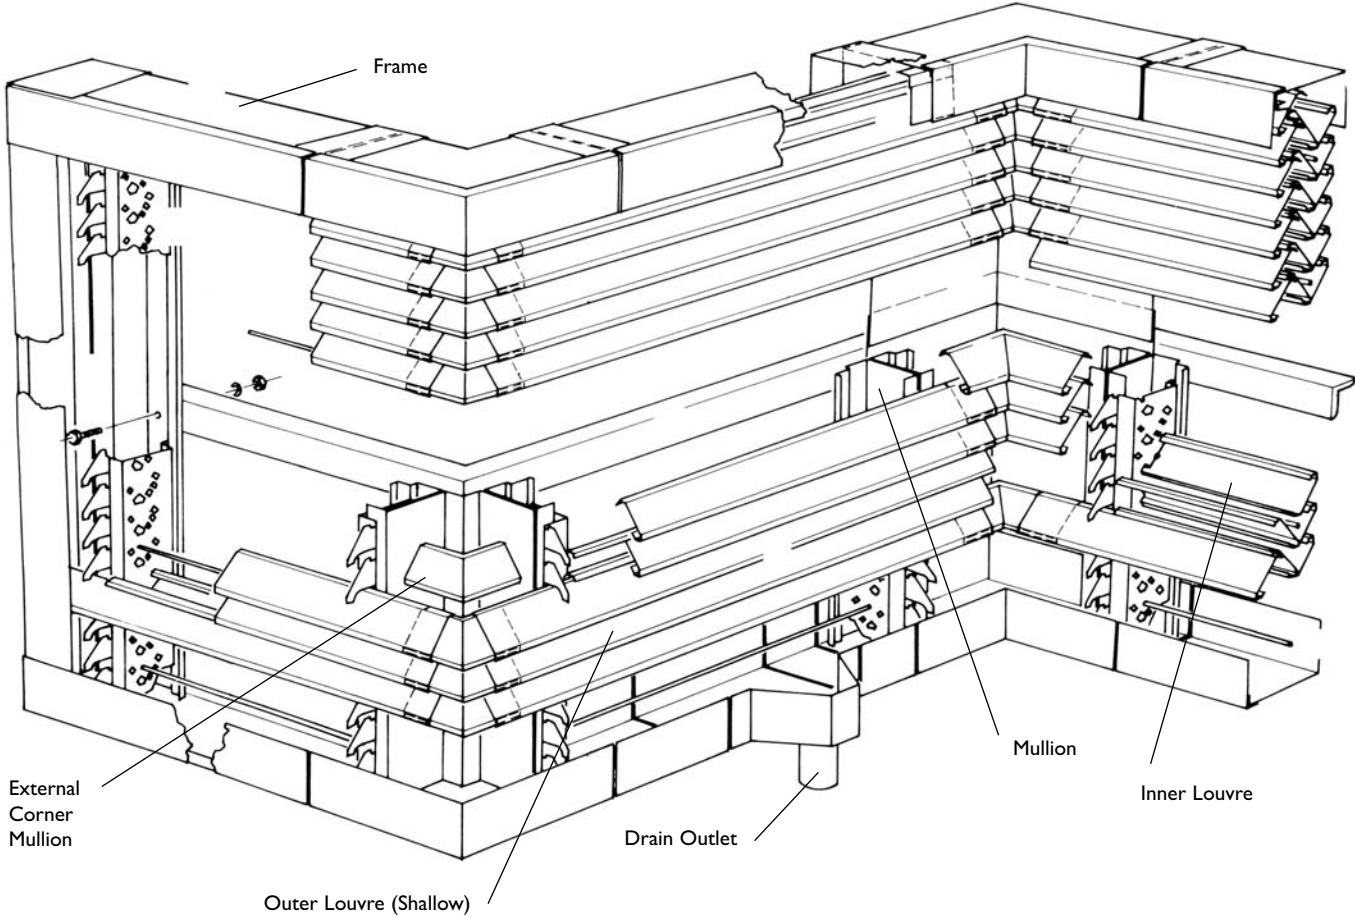 Frame
Mullion
External
Corner
Mullion
Inner Louvre
Drain Outlet
Outer Louvre (Shallow)